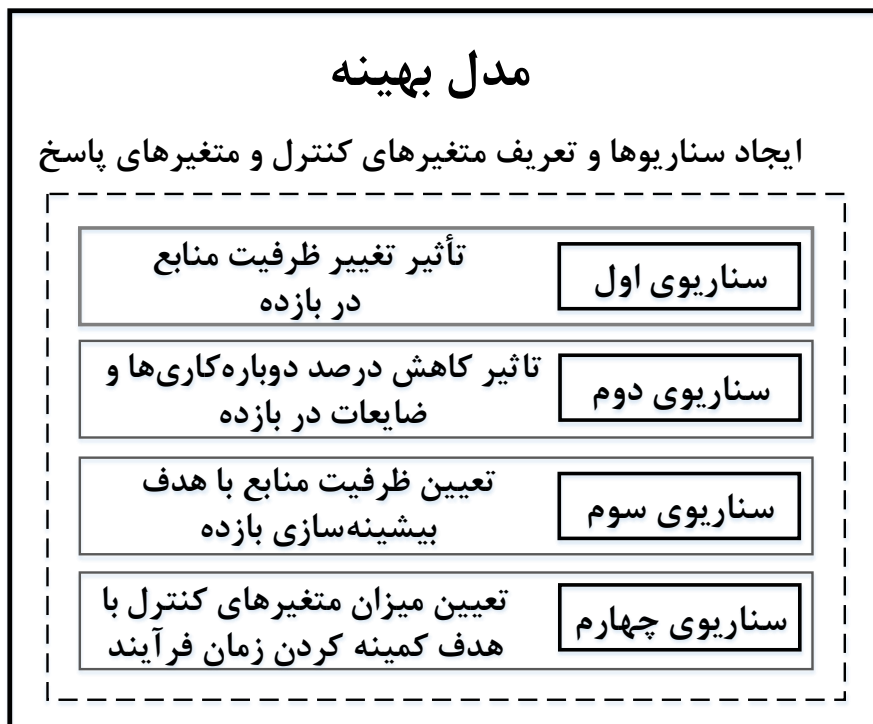 مدل بهینه
ایجاد سناریوها و تعریف متغیرهای کنترل و متغیرهای پاسخ
سناریوی اول
تأثیر تغییر ظرفیت منابع
در بازده
سناریوی دوم
تاثیر کاهش درصد دوباره‌کاری‌ها و
ضایعات در بازده
سناریوی سوم
تعیین ظرفیت منابع با هدف
بیشینه‌سازی بازده
سناریوی چهارم
تعیین میزان متغیرهای کنترل با
هدف کمینه کردن زمان فرآیند